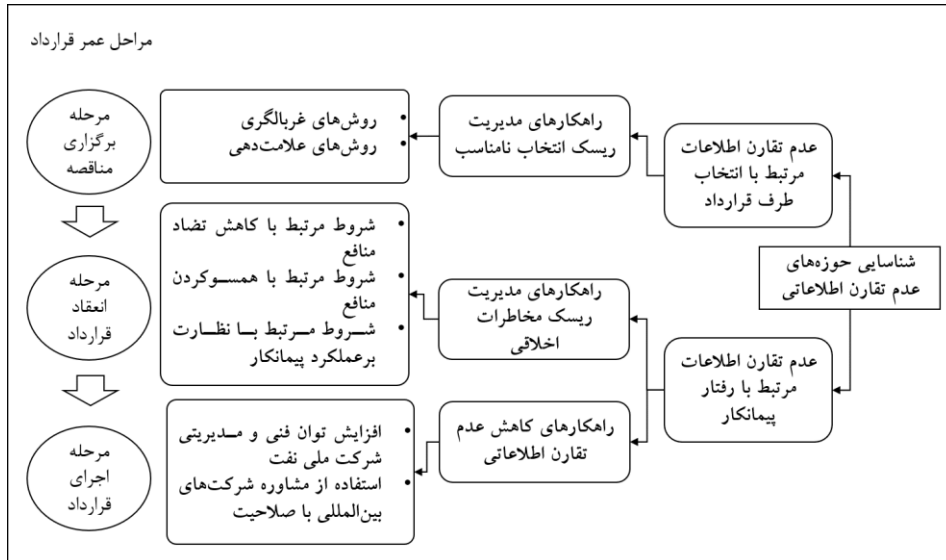 مراحل عمر قرارداد
مرحله
برگزاری
مناقصه
• روش‌های غربالگری
• روش‌های علامت‌دهی
راهکارهای مدیریت
ریسک انتخاب نامناسب
عدم تقارن اطلاعات
مرتبط با انتخاب
طرف قرارداد
شناسایی حوزه‌های
عدم تقارن اطلاعاتی
مرحله
انعقاد
قرارداد
• شروط مرتبط با کاهش تضاد
منافع
• شروط مرتبط با همسوکردن
منافع
• شروط مرتبط با نظارت
برعملکرد پیمانکار
راهکارهای مدیریت
ریسک مخاطرات
اخلاقی
عدم تقارن اطلاعات
مرتبط با رفتار
پیمانکار
مرحله
اجرای
قرارداد
• افزایش توان فنی و مدیریتی
شرکت ملی نفت
• استفاده از مشاوره شرکت‌های
بین‌المللی با صلاحیت
راهکارهای کاهش عدم
تقارن اطلاعاتی